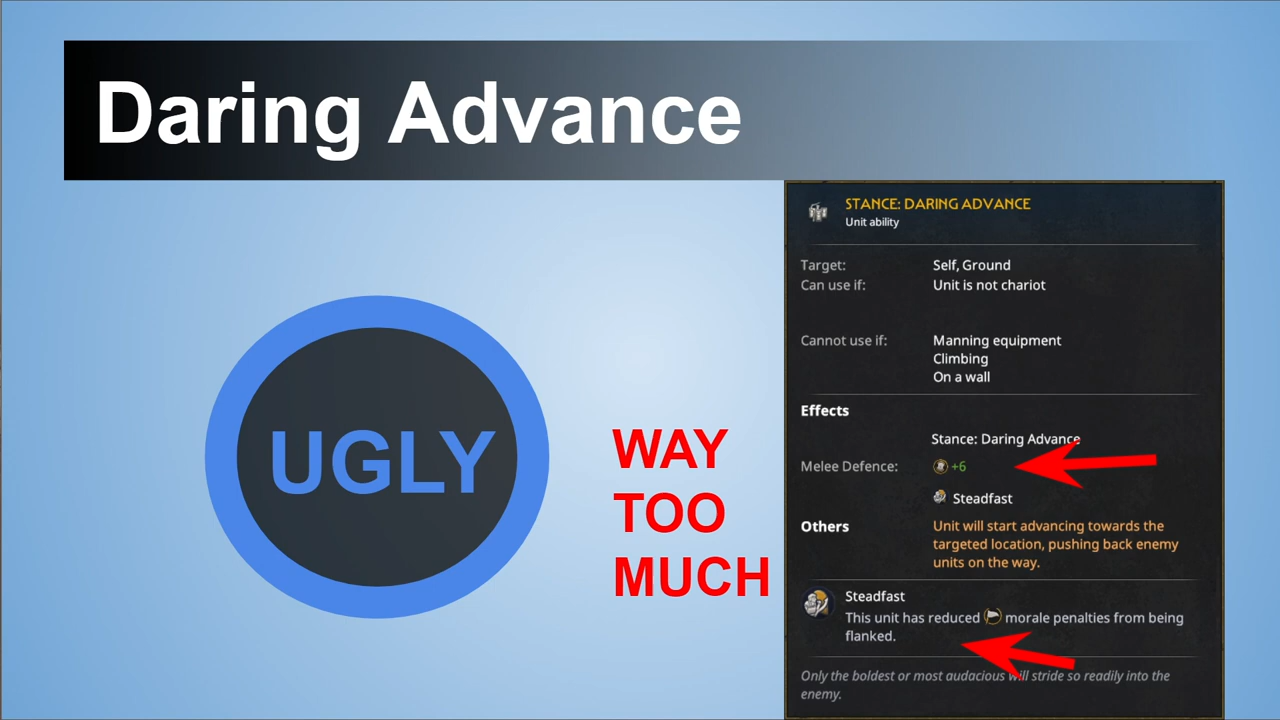 Daring Advance
UGLY
WAY
TOO
MUCH
STANCE: DARING ADVANCE
Unit ability
Target: Self, Ground
Can use if: Unit is not chariot
Cannot use if: Manning equipment
Climbing
On a wall
Effects
Stance: Daring Advance
Melee Defence: +6
Steadfast
Others Unit will start advancing towards the
targeted location, pushing back enemy
units on the way.
Steadfast
This unit has reduced morale penalties from being
flanked.
Only the boldest or most audacious will stride so readily into the
enemy.